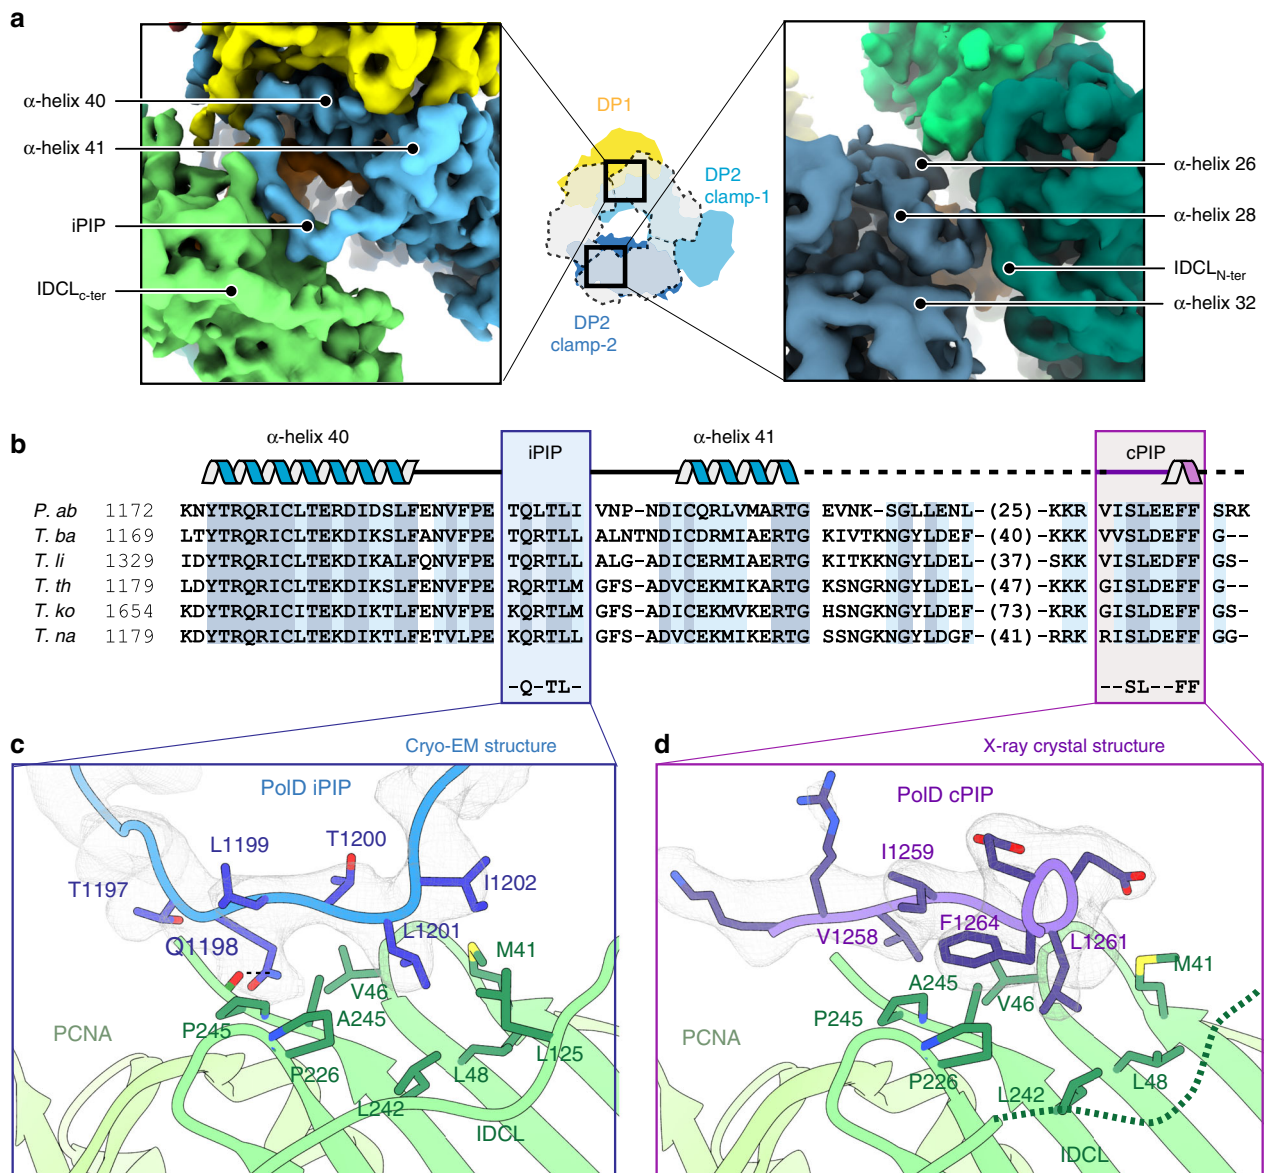 a
α-helix 40
α-helix 41
iPIP
IDCLc-ter
DP1
DP2
clamp-1
DP2
clamp-2
α-helix 26
α-helix 28
IDCLN-ter
α-helix 32
b
α-helix 40
iPIP
α-helix 41
cPIP
P. ab 1172 KNYTRQRICLTERDIDSLFENVFPE TQLTLI VNPN-NDICQRLVMARTG EVNK-SGLLENL-(25)-KKR VISLEEFF SRK
T. ba 1169 LTYTRQRICLTEKDIKSLFANVFPE TQRTLL ALNTNDICDRMIAERTG KIVTKNGYLDEF-(40)-KKK VVSLDEFF G--
T. li 1329 IDYTRQRICLTEKDIKALFQNVFPE TQRTLL ALG-ADICERMIAERTG KITKKNGYLDEL-(37)-SKK VISLEDFF GS-
T. th 1179 LDYTRQRICLTEKDIKSLFENVFPE RQRTLM GFS-ADVCEKMIKARTG KSNGRNGYLDEL-(47)-KKK GISLDEFF G--
T. ko 1654 KDYTRQRICITEKDIKTLFENVFPE KQRTLM GFS-ADICEKMVKERTG HSNGKNGYLDEF-(73)-KRK GISLDEFF GS-
T. na 1179 KDYTRQRICLTEKDIKTLFETVLPE KQRTLL GFS-ADVCEKMIKERTG SSNGKNGYLDGF-(41)-RRK RISLDEFF GG-
-Q-TL- --SL--FF
c
Cryo-EM structure
PolD iPIP
L1199
T1200
T1197
I1202
Q1198
L1201
M41
V46
PCNA
P245
A245
L125
P226
L48
L242
IDCL
d
X-ray crystal structure
PolD cPIP
I1259
V1258
F1264
L1261
M41
A245
V46
P245
PCNA
P226
L242
L48
IDCL